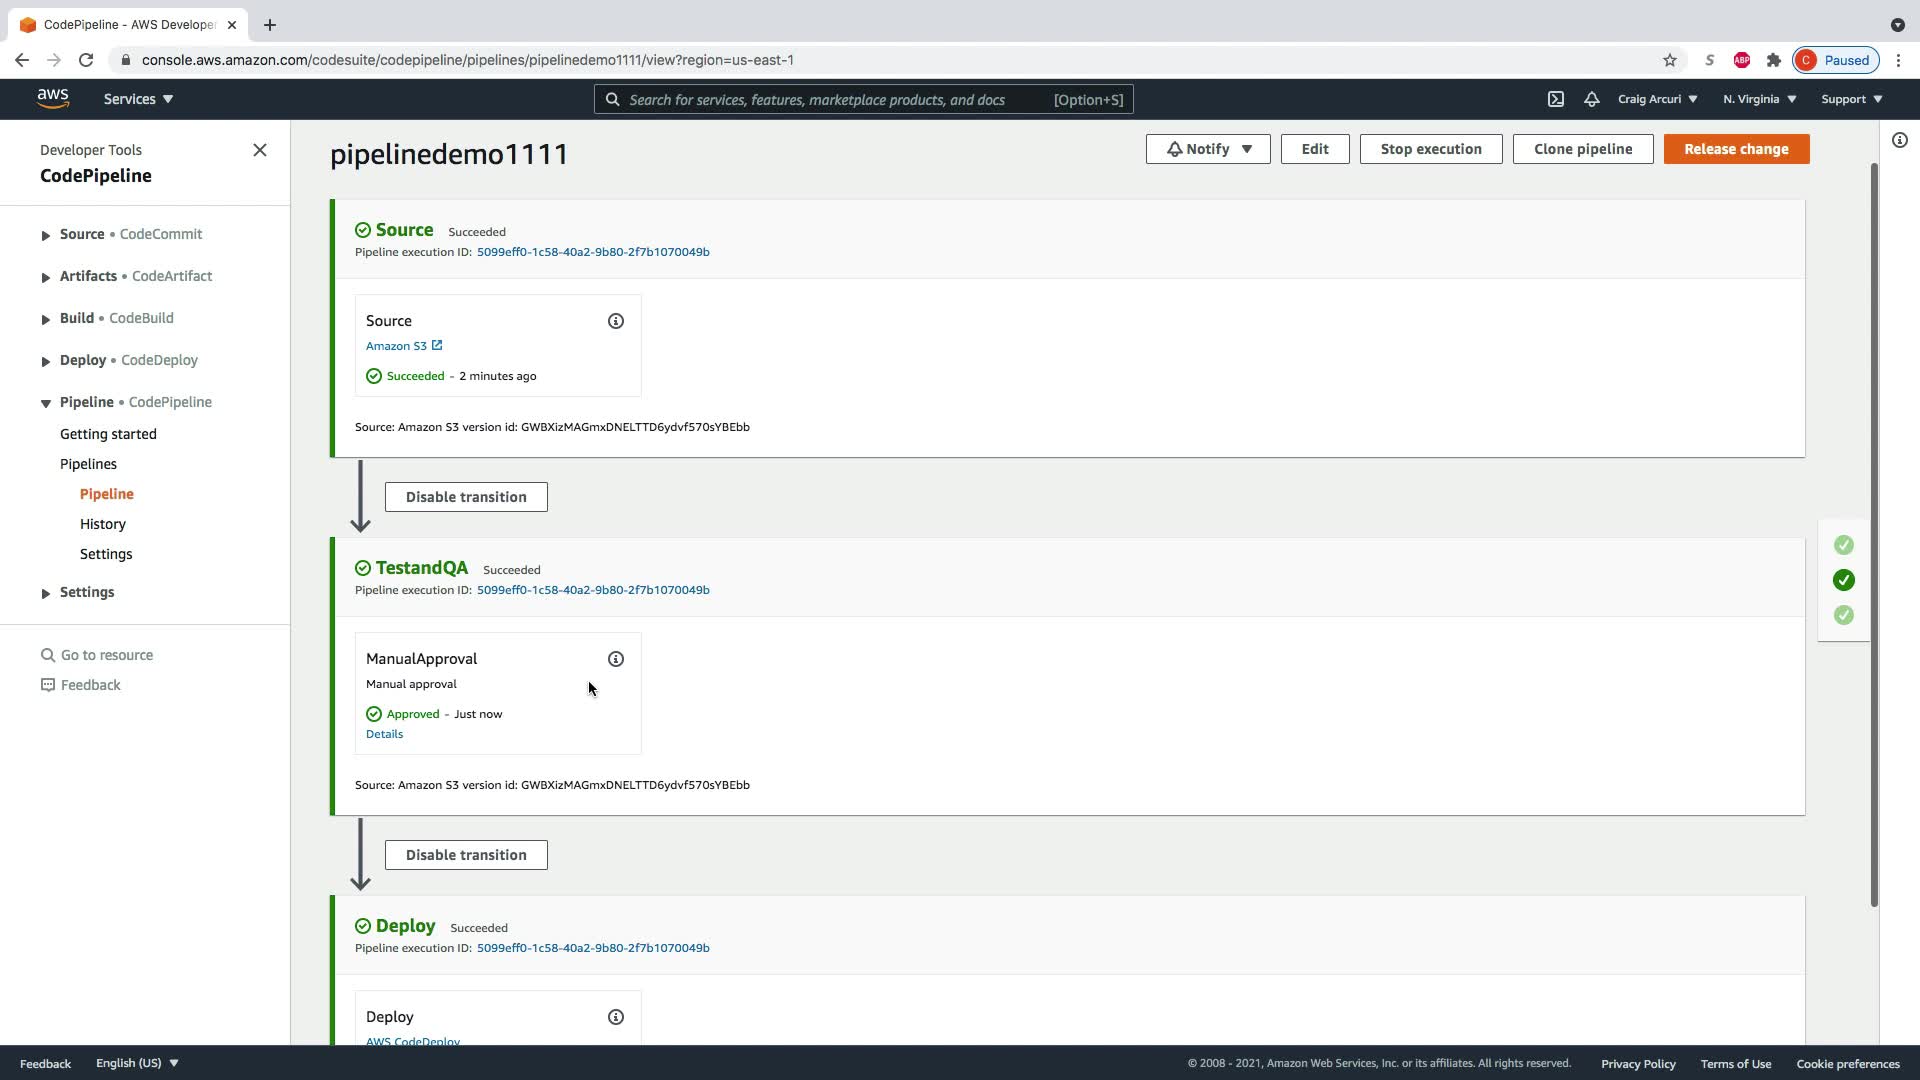 CodePipeline - AWS Developer
console.aws.amazon.com/codesuite/codepipeline/pipelines/pipelinedemo1111/view?region=us-east-1
S
ABP
C Paused
aws
Services
Search for services, features, marketplace products, and docs [Option+S]
Craig Arcuri
N. Virginia
Support
Developer Tools
CodePipeline
Source • CodeCommit
Artifacts • CodeArtifact
Build • CodeBuild
Deploy • CodeDeploy
Pipeline • CodePipeline
Getting started
Pipelines
Pipeline
History
Settings
Settings
Go to resource
Feedback
pipelinedemo1111
Notify
Edit
Stop execution
Clone pipeline
Release change
Source Succeeded
Pipeline execution ID: 5099eff0-1c58-40a2-9b80-2f7b1070049b
Source
Amazon S3
Succeeded - 2 minutes ago
Source: Amazon S3 version id: GWBXizMAGmxDNELTTD6ydvf570sYBEbb
Disable transition
TestandQA Succeeded
Pipeline execution ID: 5099eff0-1c58-40a2-9b80-2f7b1070049b
ManualApproval
Manual approval
Approved - Just now
Details
Source: Amazon S3 version id: GWBXizMAGmxDNELTTD6ydvf570sYBEbb
Disable transition
Deploy Succeeded
Pipeline execution ID: 5099eff0-1c58-40a2-9b80-2f7b1070049b
Deploy
AWS CodeDeploy
Feedback
English (US)
© 2008 - 2021, Amazon Web Services, Inc. or its affiliates. All rights reserved.
Privacy Policy
Terms of Use
Cookie preferences